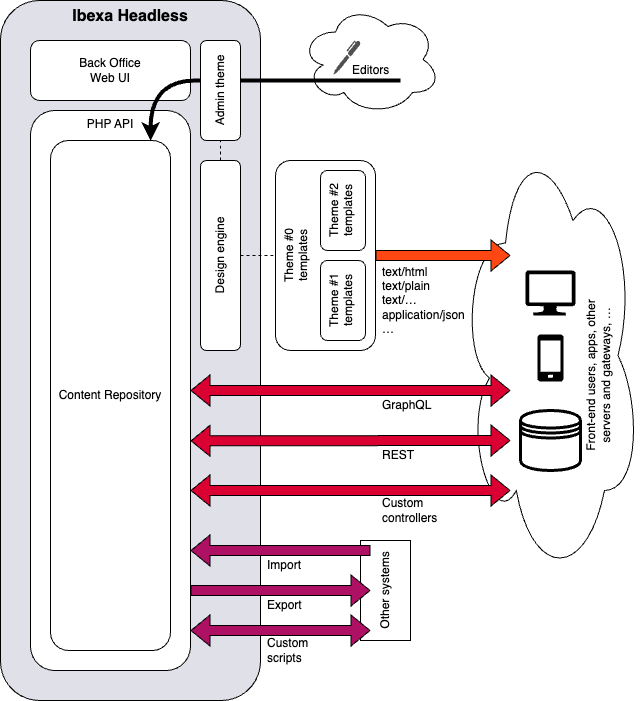 Ibexa Headless
Back Office
Web UI
Admin theme
Editors
PHP API
Content Repository
Design engine
Theme #0
templates
Theme #2
templates
Theme #1
templates
text/html
text/plain
text/...
application/json
...
GraphQL
REST
Custom
controllers
Front-end users, apps, other
servers and gateways, ...
Import
Export
Custom
scripts
Other systems